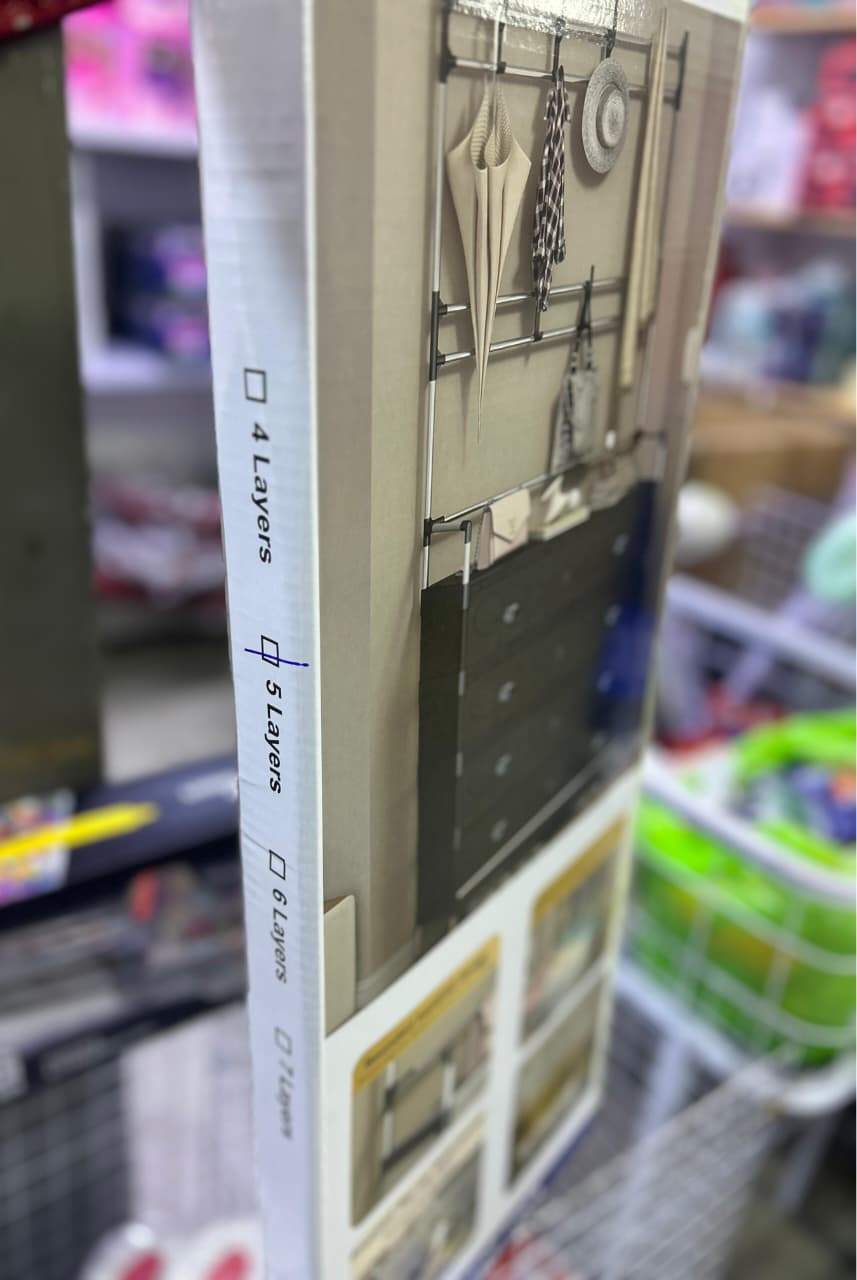 ☐ 4 Layers
☐ 5 Layers
☐ 6 Layers
☐ 7 Layers